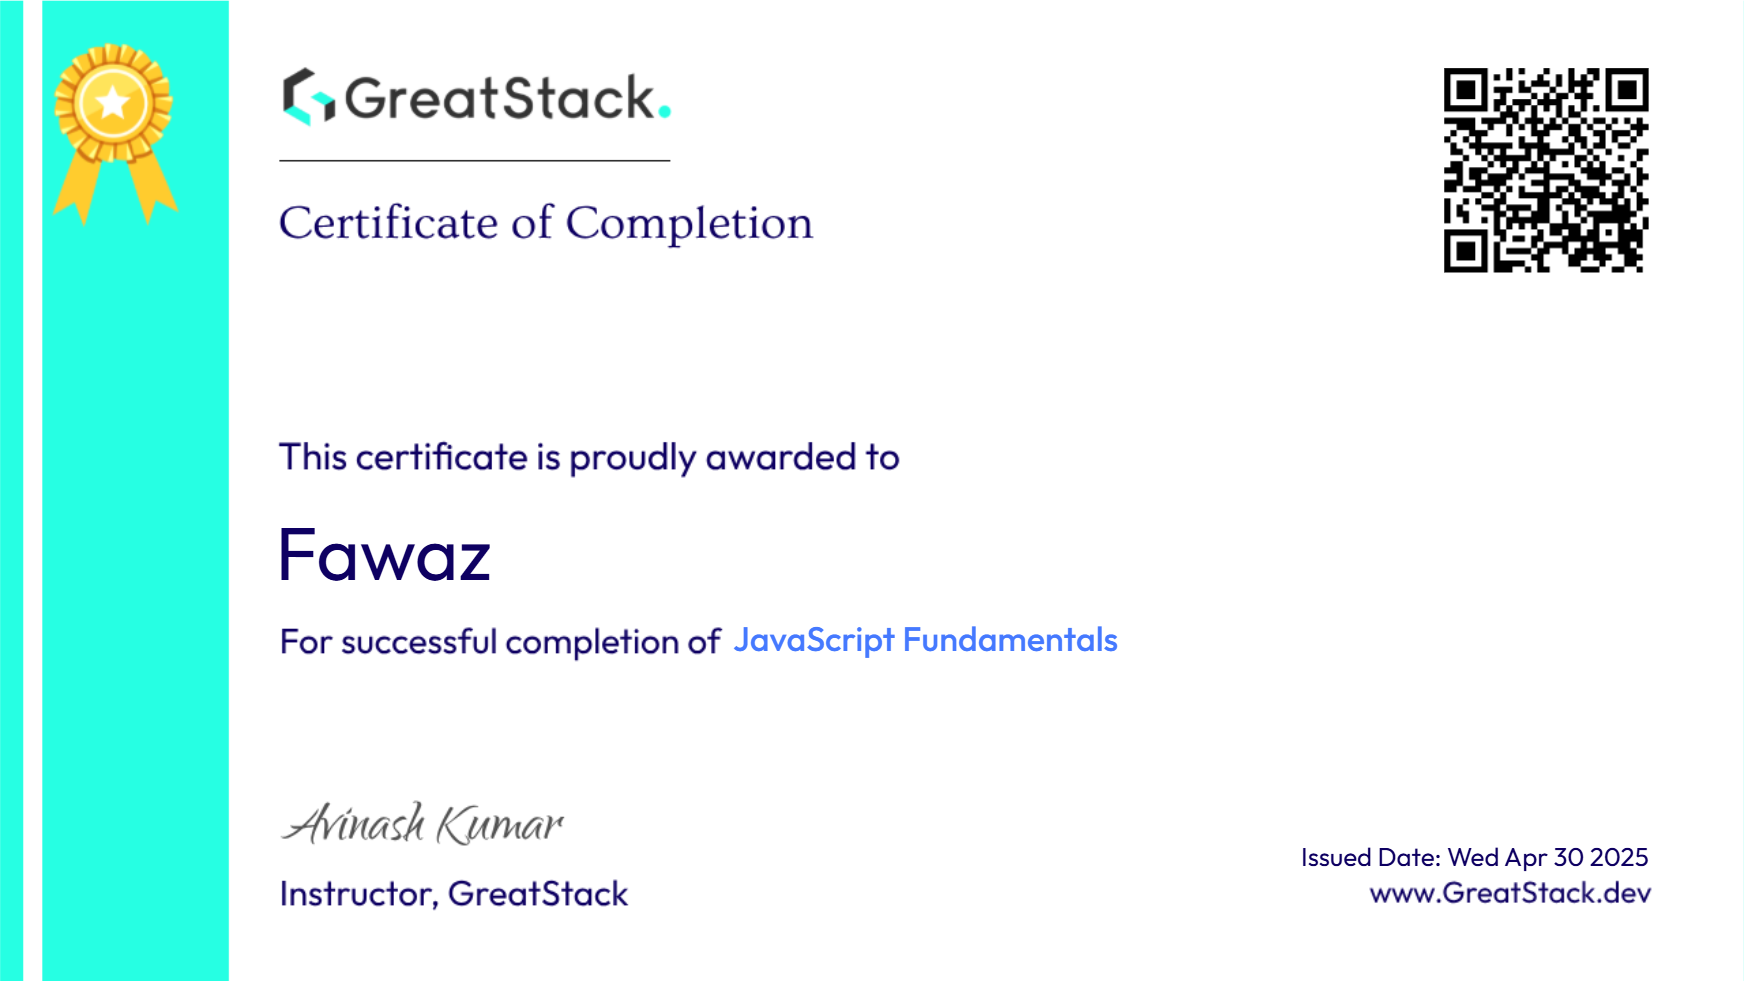 GreatStack.
Certificate of Completion
This certificate is proudly awarded to
Fawaz
For successful completion of JavaScript Fundamentals
Avinash Kumar
Instructor, GreatStack
Issued Date: Wed Apr 30 2025
www.GreatStack.dev